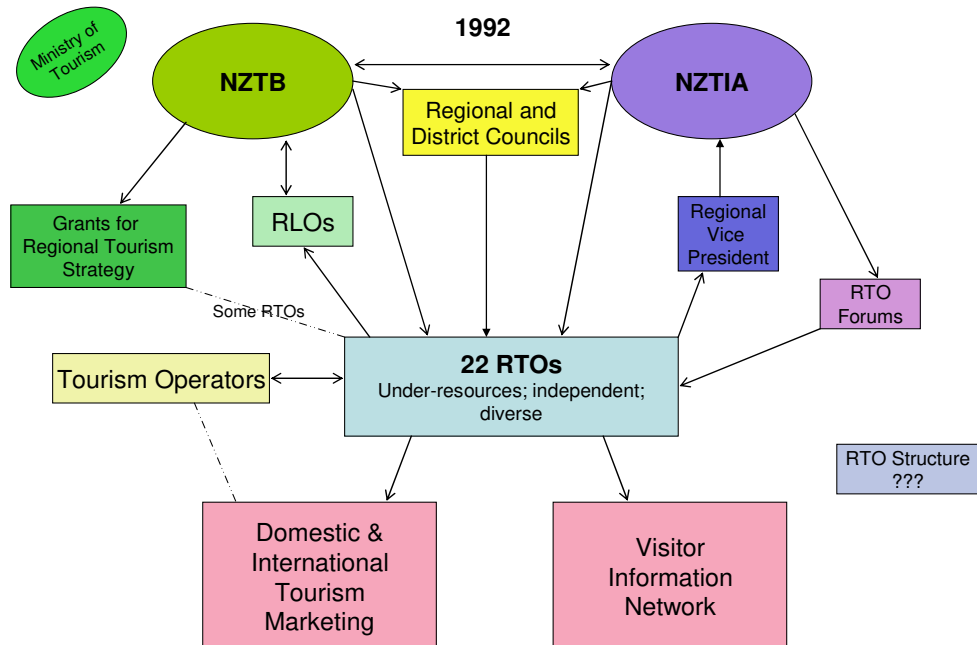 1992
Ministry of
Tourism
NZTB
NZTIA
Regional and
District Councils
Grants for
Regional Tourism
Strategy
RLOs
Regional
Vice
President
RTO
Forums
Some RTOs
22 RTOs
Under-resources; independent;
diverse
Tourism Operators
RTO Structure
???
Domestic &
International
Tourism
Marketing
Visitor
Information
Network